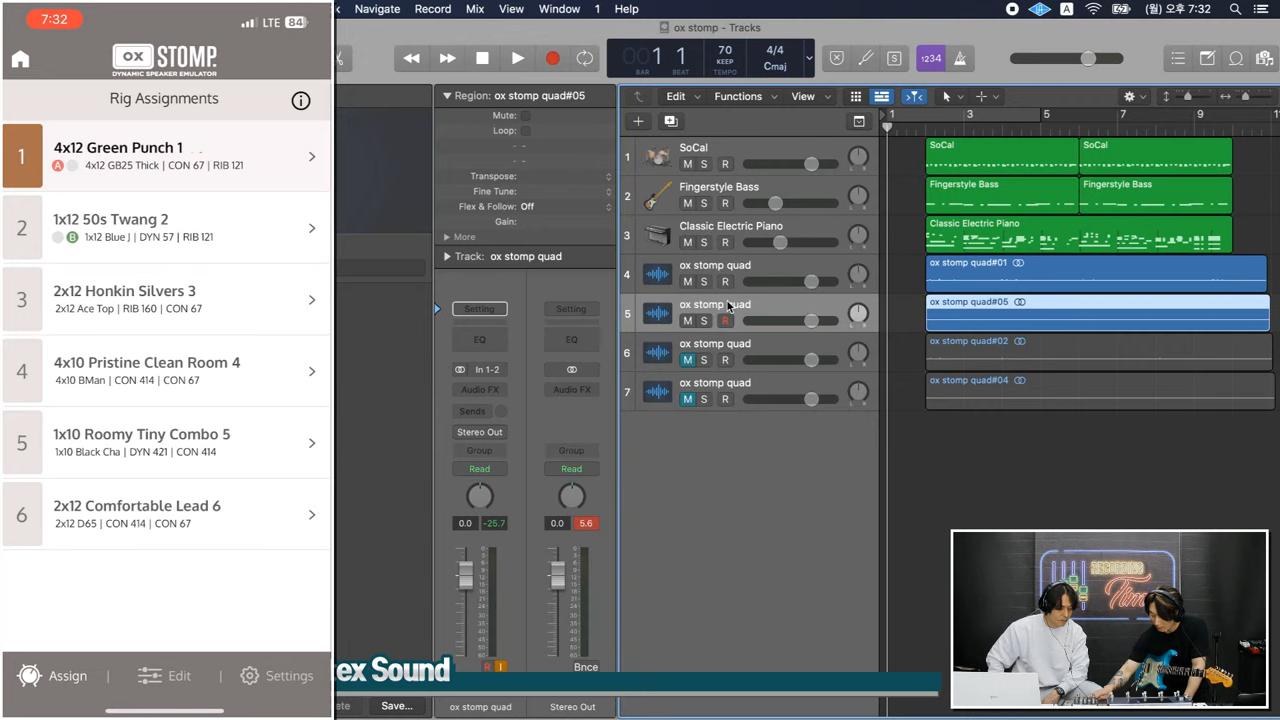 7:32
LTE 84
OX STOMP.
DYNAMIC SPEAKER EMULATOR
Rig Assignments
1
4x12 Green Punch 1
A 4x12 GB25 Thick | CON 67 | RIB 121
2
1x12 50s Twang 2
B 1x12 Blue J | DYN 57 | RIB 121
3
2x12 Honkin Silvers 3
2x12 Ace Top | RIB 160 | CON 67
4
4x10 Pristine Clean Room 4
4x10 BMan | CON 414 | CON 67
5
1x10 Roomy Tiny Combo 5
1x10 Black Cha | DYN 421 | CON 414
6
2x12 Comfortable Lead 6
2x12 D65 | CON 414 | CON 67
Assign
Edit
Settings
Navigate Record Mix View Window 1 Help
A (월) 오후 7:32
ox stomp - Tracks
1 1
BAR BEAT
70
KEEP
TEMPO
4/4
Cmaj
S
1234
Region: ox stomp quad#05
Mute:
Loop:
Transpose:
Fine Tune:
Flex & Follow: Off
Gain:
More
Track: ox stomp quad
Setting Setting
EQ EQ
In 1-2
Audio FX Audio FX
Sends
Stereo Out
Group Group
Read Read
0.0 -25.7 0.0 5.6
R I
Bnce
Save...
ox stomp quad
Stereo Out
Edit Functions View
1 3 5 7 9
1
SoCal
M S R
SoCal SoCal
2
Fingerstyle Bass
M S R
Fingerstyle Bass Fingerstyle Bass
3
Classic Electric Piano
M S R
Classic Electric Piano
4
ox stomp quad
M S R
ox stomp quad#01
5
ox stomp quad
M S R
ox stomp quad#05
6
ox stomp quad
M S R
ox stomp quad#02
7
ox stomp quad
M S R
ox stomp quad#04
tex Sound
RECORDING
Time